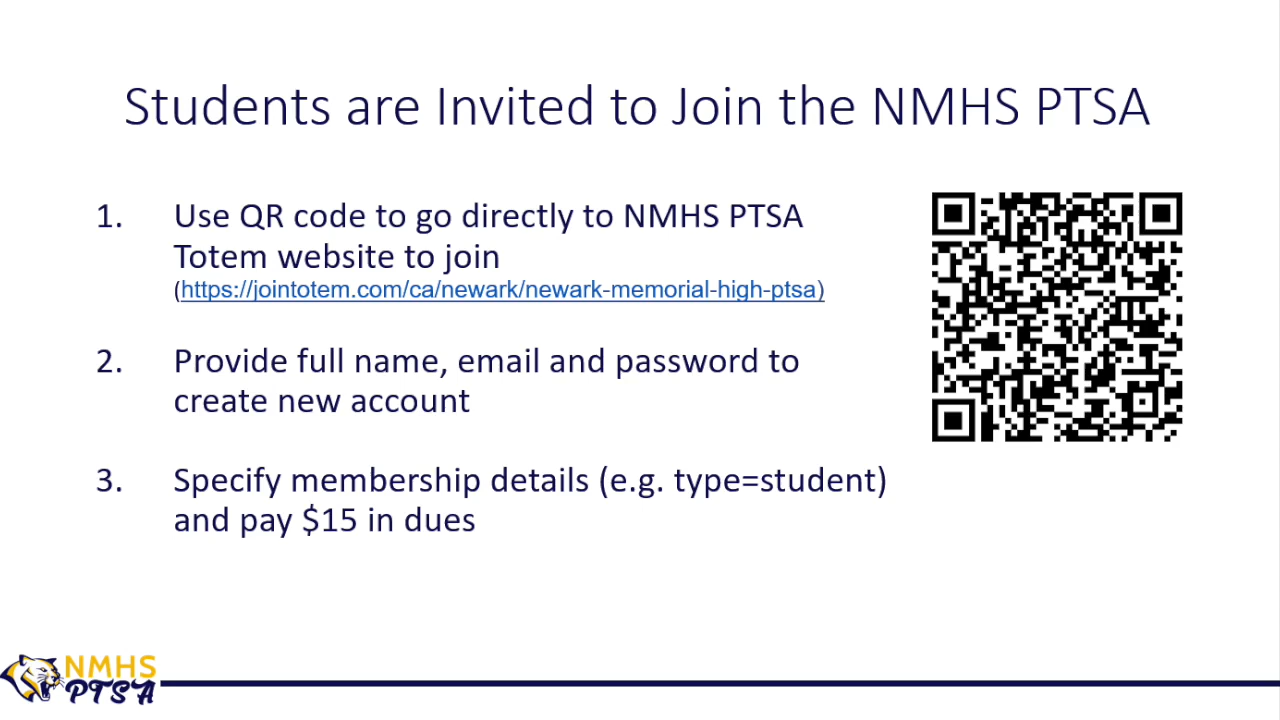 Students are Invited to Join the NMHS PTSA
1. Use QR code to go directly to NMHS PTSA
Totem website to join
(https://jointotem.com/ca/newark/newark-memorial-high-ptsa)
2. Provide full name, email and password to
create new account
3. Specify membership details (e.g. type=student)
and pay $15 in dues
NMHS
PTSA